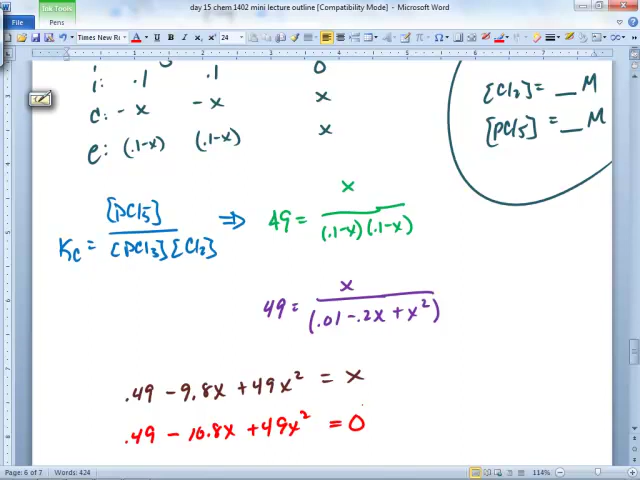 day 15 chem 1402 mini lecture outline [Compatibility Mode] - Microsoft Word
Ink Tools
File
Pens
Times New Ro
24
i: .1 .1 0
c: -x -x x
e: (.1-x) (.1-x) x
[Cl₂] = __ M
[PCl₅] = __ M
Kc = [PCl₅] / [PCl₃][Cl₂] ⇒ 49 = x / (.1-x)(.1-x)
49 = x / (.01 - .2x + x²)
.49 - 9.8x + 49x² = x
.49 - 10.8x + 49x² = 0
Page: 6 of 7
Words: 424
114%